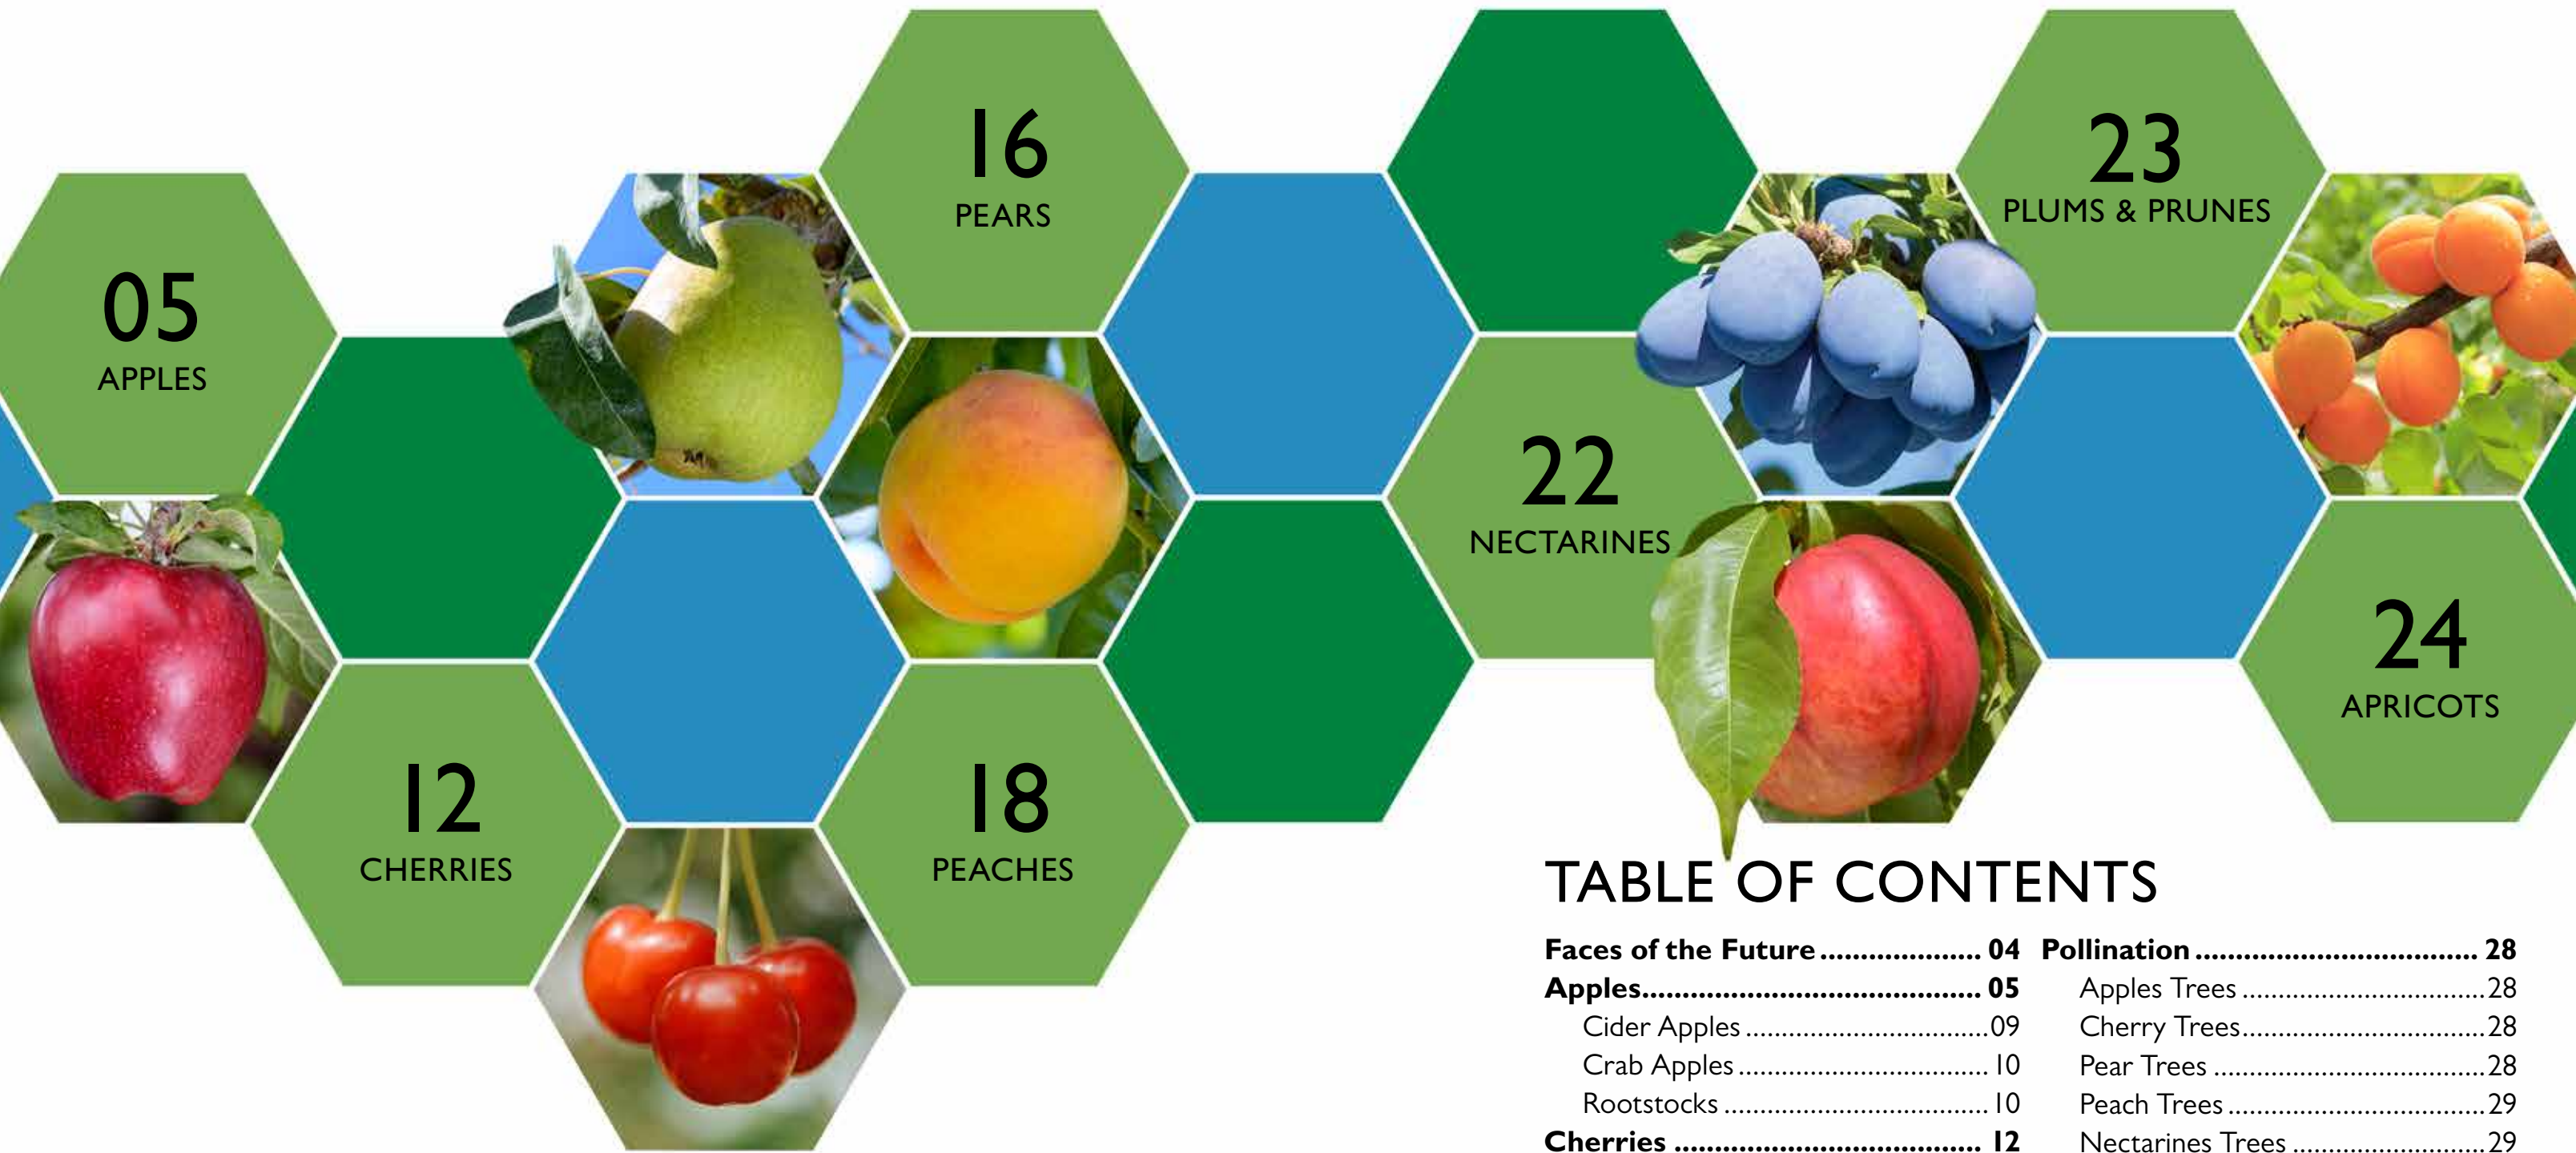 05
APPLES
12
CHERRIES
16
PEARS
18
PEACHES
22
NECTARINES
23
PLUMS & PRUNES
24
APRICOTS
TABLE OF CONTENTS
Faces of the Future.................... 04
Apples.......................................... 05
Cider Apples ................................09
Crab Apples .................................10
Rootstocks ...................................10
Cherries ...................................... 12
Pollination ................................... 28
Apples Trees ................................28
Cherry Trees................................28
Pear Trees ....................................28
Peach Trees ..................................29
Nectarines Trees .........................29